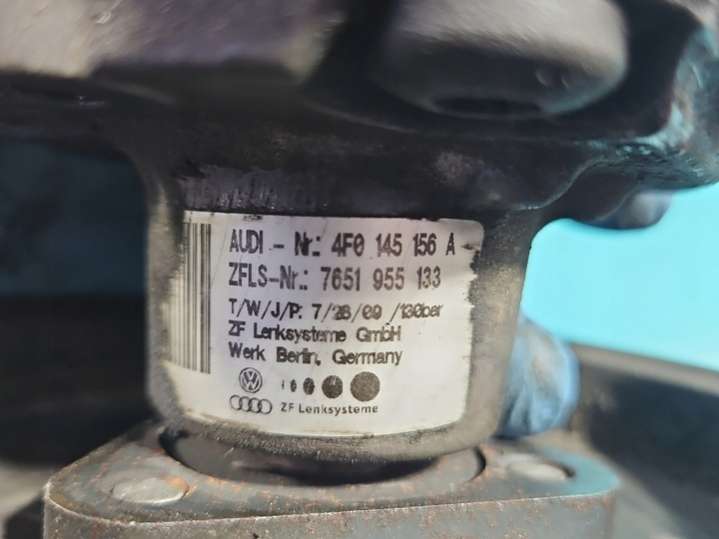 AUDI - Nr.: 4F0 145 156 A
ZFLS-Nr.: 7651 955 133
T/W/J/P: 7/28/09 /130bar
ZF Lenksysteme GmbH
Werk Berlin, Germany
ZF Lenksysteme